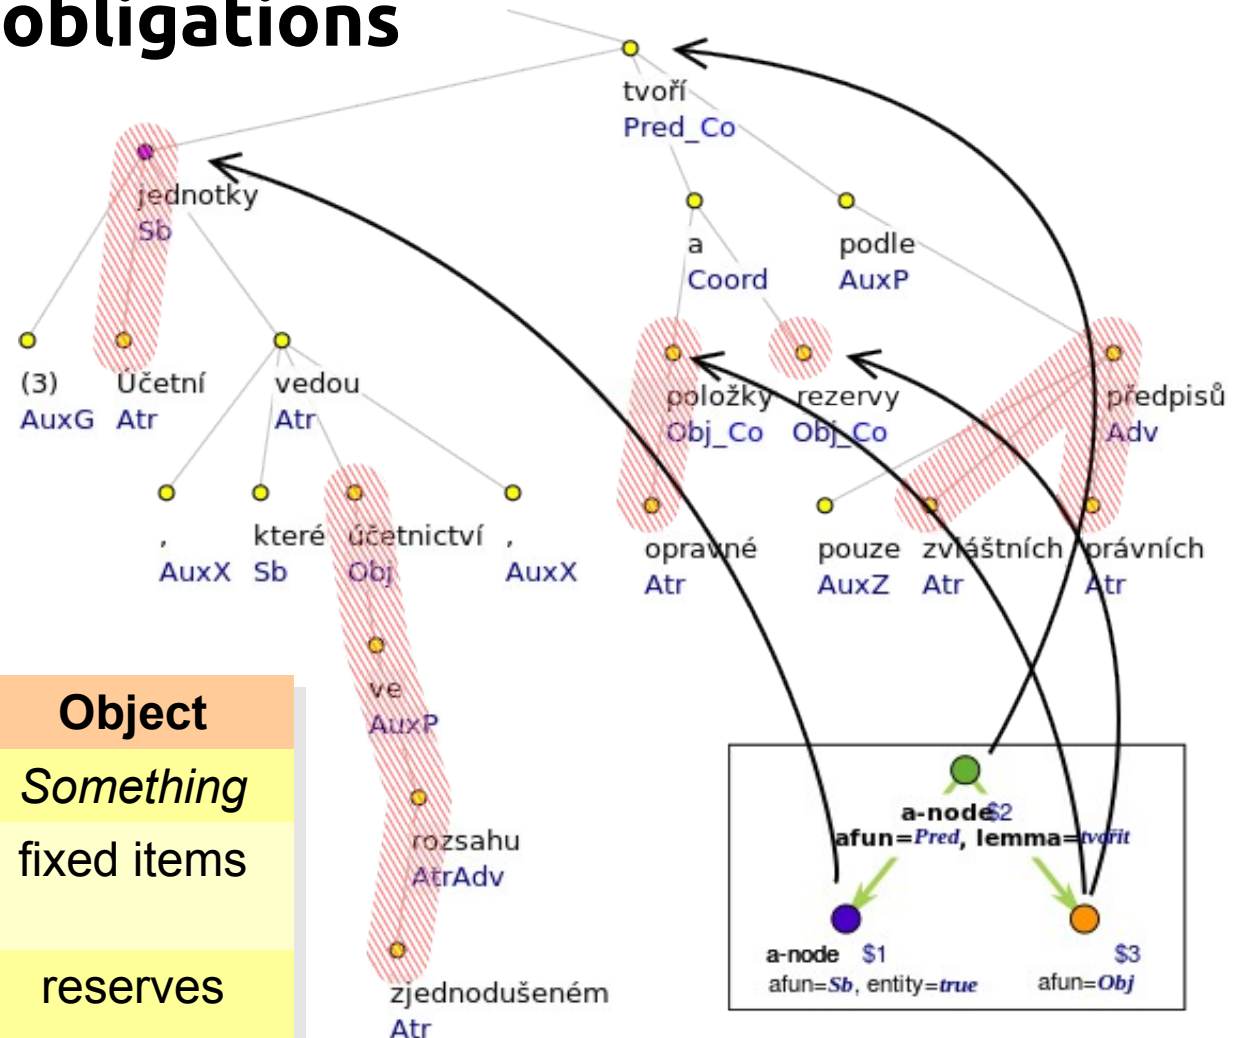 obligations
tvoří
Pred_Co
jednotky
Sb
a
Coord
podle
AuxP
(3)
AuxG
Účetní
Atr
vedou
Atr
položky
Obj_Co
rezervy
Obj_Co
předpisů
Adv
,
AuxX
které
Sb
účetnictví
Obj
,
AuxX
opravné
Atr
pouze
AuxZ
zvláštních
Atr
právních
Atr
ve
AuxP
rozsahu
AtrAdv
zjednodušeném
Atr
Object
Something
fixed items
reserves
a-node $2
afun=Pred, lemma=tvořit
a-node $1
afun=Sb, entity=true
$3
afun=Obj